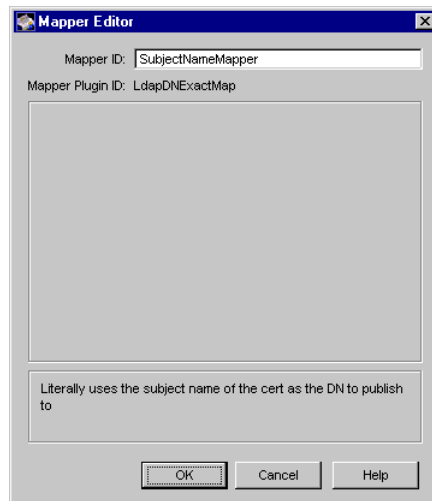 Mapper Editor
Mapper ID: SubjectNameMapper
Mapper Plugin ID: LdapDNExactMap
Literally uses the subject name of the cert as the DN to publish
to
OK Cancel Help